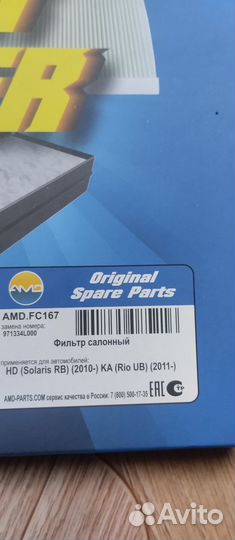 AMD
Original
Spare Parts
AMD.FC167
замена номера:
971334L000
Фильтр салонный
применяется для автомобилей:
HD (Solaris RB) (2010-) KA (Rio UB) (2011-)
AMD-PARTS.COM сервис качества в России: 7 (800) 500-17-35
EAC
Avito